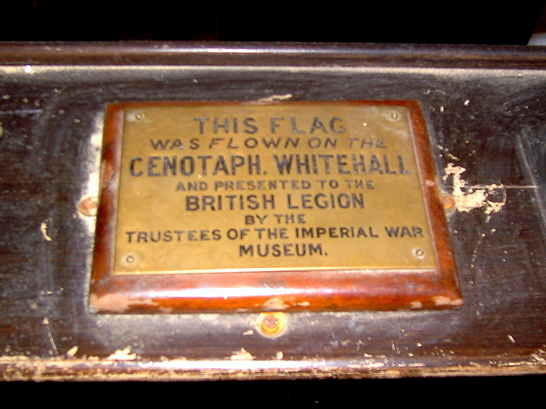 THIS FLAG
WAS FLOWN ON THE
CENOTAPH, WHITEHALL
AND PRESENTED TO THE
BRITISH LEGION
BY THE
TRUSTEES OF THE IMPERIAL WAR
MUSEUM.